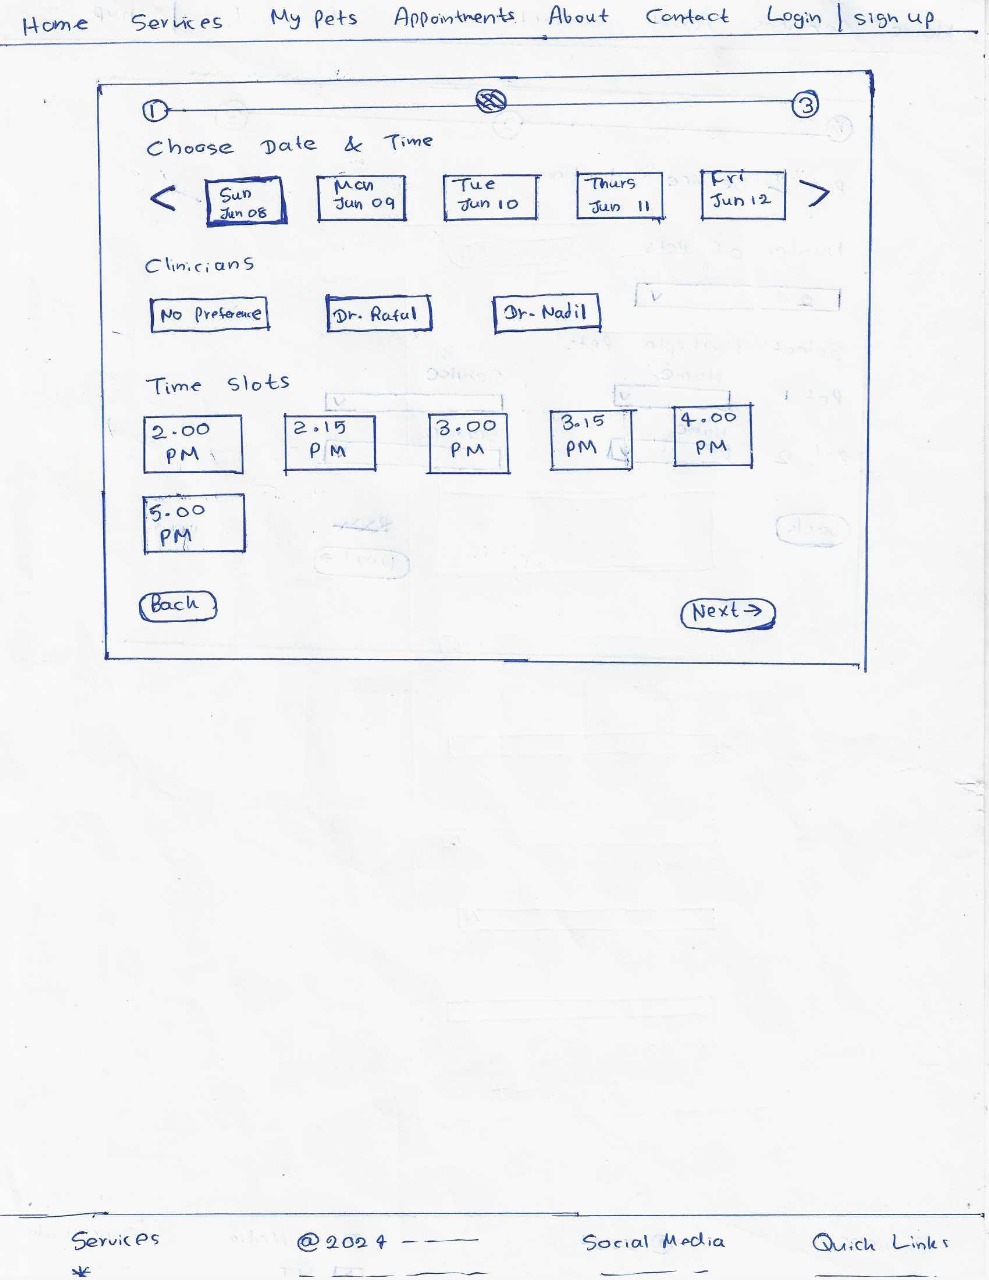 Home Services My Pets Appointments About Contact Login | sign up
1 3
Choose Date & Time
< Sun Mon Tue Thurs Fri >
Jun 08 Jun 09 Jun 10 Jun 11 Jun 12
Clinicians
No Preference Dr. Raful Dr. Nadil
Time Slots
2.00 2.15 3.00 3.15 4.00
PM PM PM PM PM
5.00
PM
Back Next →
Services @2024 Social Media Quick Links
*